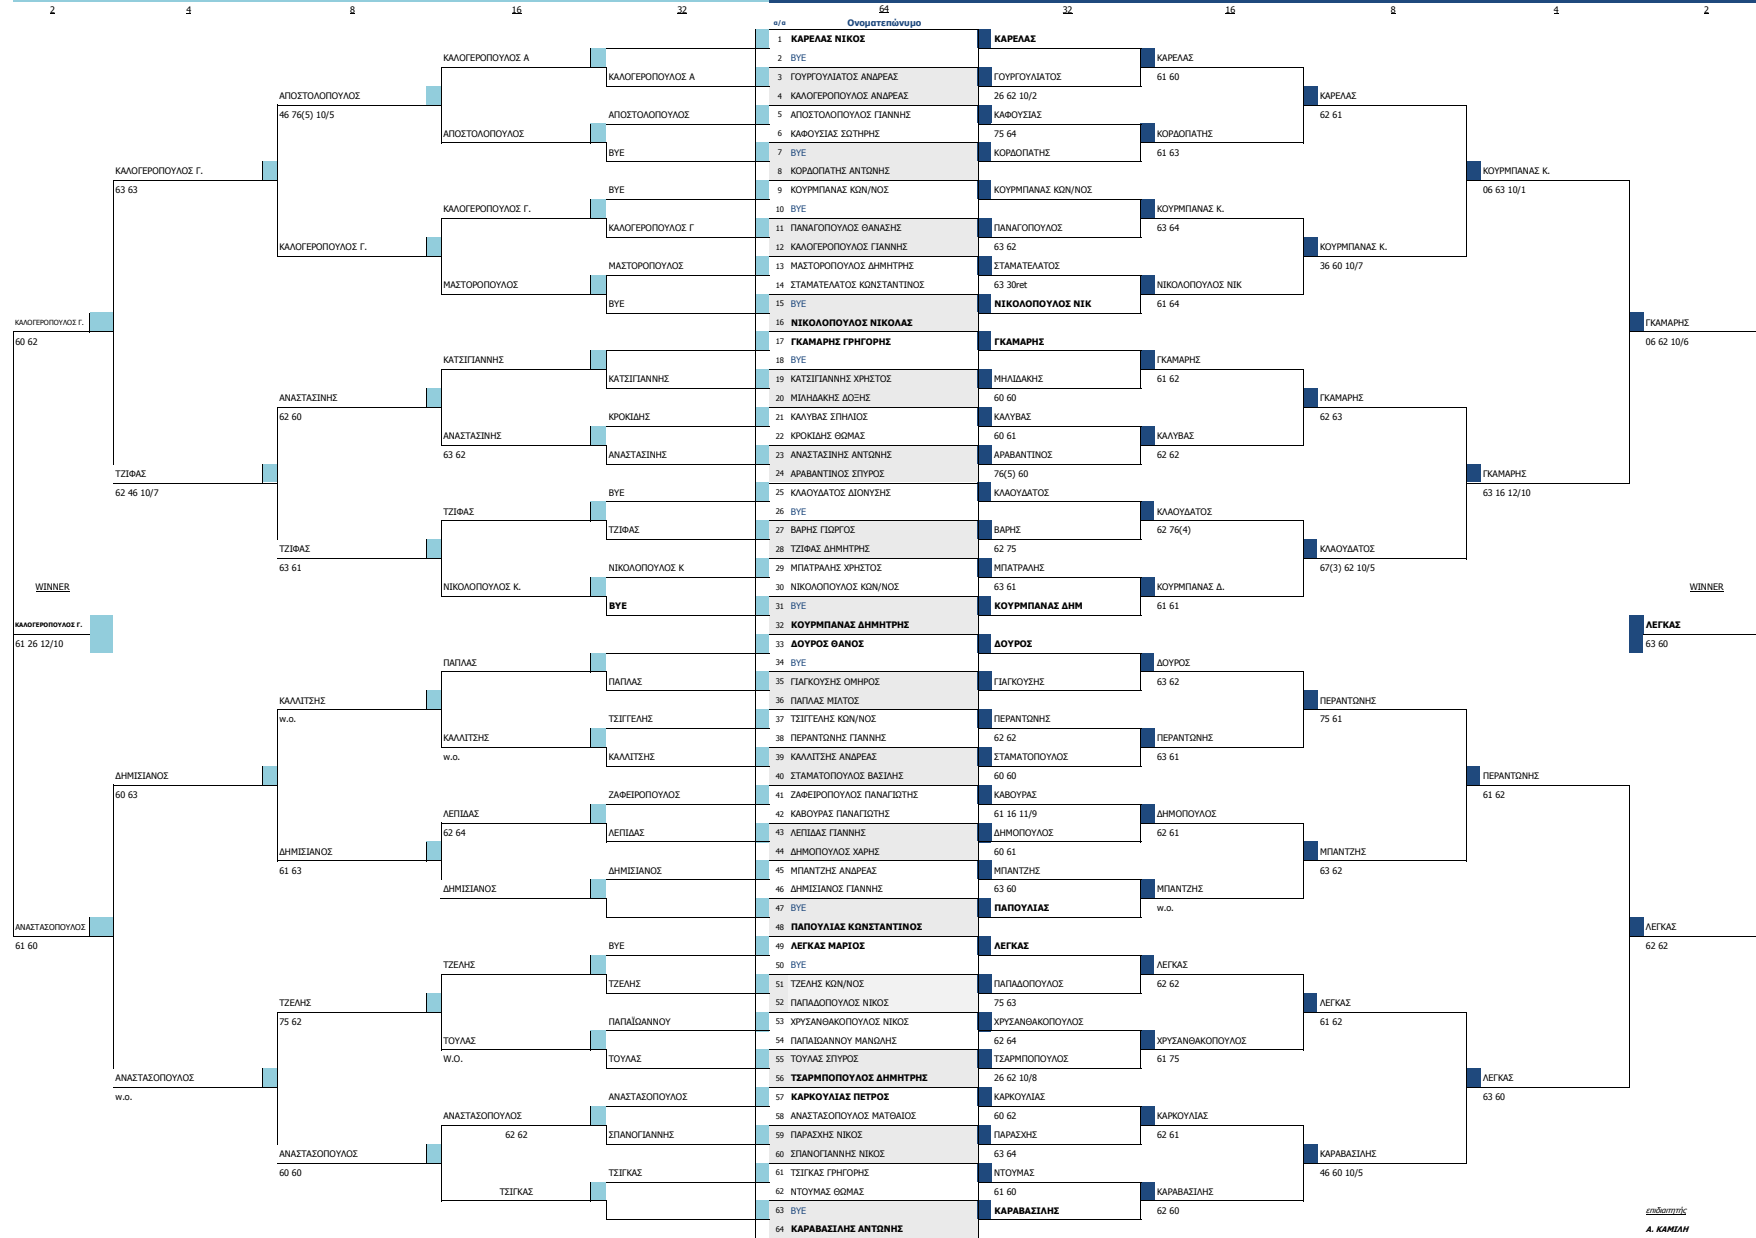 2 4 8 16 32 64 32 16 8 4 2
α/α Ονοματεπώνυμο
1 ΚΑΡΕΛΑΣ ΝΙΚΟΣ ΚΑΡΕΛΑΣ
ΚΑΛΟΓΕΡΟΠΟΥΛΟΣ Α 2 BYE ΚΑΡΕΛΑΣ
ΚΑΛΟΓΕΡΟΠΟΥΛΟΣ Α 3 ΓΟΥΡΓΟΥΛΙΑΤΟΣ ΑΝΔΡΕΑΣ ΓΟΥΡΓΟΥΛΙΑΤΟΣ 61 60
ΑΠΟΣΤΟΛΟΠΟΥΛΟΣ 4 ΚΑΛΟΓΕΡΟΠΟΥΛΟΣ ΑΝΔΡΕΑΣ 26 62 10/2 ΚΑΡΕΛΑΣ
46 76(5) 10/5 ΑΠΟΣΤΟΛΟΠΟΥΛΟΣ 5 ΑΠΟΣΤΟΛΟΠΟΥΛΟΣ ΓΙΑΝΝΗΣ ΚΑΦΟΥΣΙΑΣ 62 61
ΑΠΟΣΤΟΛΟΠΟΥΛΟΣ 6 ΚΑΦΟΥΣΙΑΣ ΣΩΤΗΡΗΣ 75 64 ΚΟΡΔΟΠΑΤΗΣ
BYE 7 BYE ΚΟΡΔΟΠΑΤΗΣ 61 63
ΚΑΛΟΓΕΡΟΠΟΥΛΟΣ Γ. 8 ΚΟΡΔΟΠΑΤΗΣ ΑΝΤΩΝΗΣ ΚΟΥΡΜΠΑΝΑΣ Κ.
63 63 BYE 9 ΚΟΥΡΜΠΑΝΑΣ ΚΩΝ/ΝΟΣ ΚΟΥΡΜΠΑΝΑΣ ΚΩΝ/ΝΟΣ 06 63 10/1
ΚΑΛΟΓΕΡΟΠΟΥΛΟΣ Γ. 10 BYE ΚΟΥΡΜΠΑΝΑΣ Κ.
ΚΑΛΟΓΕΡΟΠΟΥΛΟΣ Γ 11 ΠΑΝΑΓΟΠΟΥΛΟΣ ΘΑΝΑΣΗΣ ΠΑΝΑΓΟΠΟΥΛΟΣ 63 64
ΚΑΛΟΓΕΡΟΠΟΥΛΟΣ Γ. 12 ΚΑΛΟΓΕΡΟΠΟΥΛΟΣ ΓΙΑΝΝΗΣ 63 62 ΚΟΥΡΜΠΑΝΑΣ Κ.
ΜΑΣΤΟΡΟΠΟΥΛΟΣ 13 ΜΑΣΤΟΡΟΠΟΥΛΟΣ ΔΗΜΗΤΡΗΣ ΣΤΑΜΑΤΕΛΑΤΟΣ 36 60 10/7
ΜΑΣΤΟΡΟΠΟΥΛΟΣ 14 ΣΤΑΜΑΤΕΛΑΤΟΣ ΚΩΝΣΤΑΝΤΙΝΟΣ 63 30ret ΝΙΚΟΛΟΠΟΥΛΟΣ ΝΙΚ
BYE 15 BYE ΝΙΚΟΛΟΠΟΥΛΟΣ ΝΙΚ 61 64
ΚΑΛΟΓΕΡΟΠΟΥΛΟΣ Γ. 16 ΝΙΚΟΛΟΠΟΥΛΟΣ ΝΙΚΟΛΑΣ ΓΚΑΜΑΡΗΣ
60 62 17 ΓΚΑΜΑΡΗΣ ΓΡΗΓΟΡΗΣ ΓΚΑΜΑΡΗΣ 06 62 10/6
ΚΑΤΣΙΓΙΑΝΝΗΣ 18 BYE ΓΚΑΜΑΡΗΣ
ΚΑΤΣΙΓΙΑΝΝΗΣ 19 ΚΑΤΣΙΓΙΑΝΝΗΣ ΧΡΗΣΤΟΣ ΜΗΛΙΔΑΚΗΣ 61 62
ΑΝΑΣΤΑΣΙΝΗΣ 20 ΜΙΛΗΔΑΚΗΣ ΔΟΞΗΣ 60 60 ΓΚΑΜΑΡΗΣ
62 60 ΚΡΟΚΙΔΗΣ 21 ΚΑΛΥΒΑΣ ΣΠΗΛΙΟΣ ΚΑΛΥΒΑΣ 62 63
ΑΝΑΣΤΑΣΙΝΗΣ 22 ΚΡΟΚΙΔΗΣ ΘΩΜΑΣ 60 61 ΚΑΛΥΒΑΣ
63 62 ΑΝΑΣΤΑΣΙΝΗΣ 23 ΑΝΑΣΤΑΣΙΝΗΣ ΑΝΤΩΝΗΣ ΑΡΑΒΑΝΤΙΝΟΣ 62 62
ΤΖΙΦΑΣ 24 ΑΡΑΒΑΝΤΙΝΟΣ ΣΠΥΡΟΣ 76(5) 60 ΓΚΑΜΑΡΗΣ
62 46 10/7 BYE 25 ΚΛΑΟΥΔΑΤΟΣ ΔΙΟΝΥΣΗΣ ΚΛΑΟΥΔΑΤΟΣ 63 16 12/10
ΤΖΙΦΑΣ 26 BYE ΚΛΑΟΥΔΑΤΟΣ
ΤΖΙΦΑΣ 27 ΒΑΡΗΣ ΓΙΩΡΓΟΣ ΒΑΡΗΣ 62 76(4)
ΤΖΙΦΑΣ 28 ΤΖΙΦΑΣ ΔΗΜΗΤΡΗΣ 62 75 ΚΛΑΟΥΔΑΤΟΣ
63 61 ΝΙΚΟΛΟΠΟΥΛΟΣ Κ 29 ΜΠΑΤΡΑΛΗΣ ΧΡΗΣΤΟΣ ΜΠΑΤΡΑΛΗΣ 67(3) 62 10/5
WINNER ΝΙΚΟΛΟΠΟΥΛΟΣ Κ. 30 ΝΙΚΟΛΟΠΟΥΛΟΣ ΚΩΝ/ΝΟΣ 63 61 ΚΟΥΡΜΠΑΝΑΣ Δ. WINNER
BYE 31 BYE ΚΟΥΡΜΠΑΝΑΣ ΔΗΜ 61 61
ΚΑΛΟΓΕΡΟΠΟΥΛΟΣ Γ. 32 ΚΟΥΡΜΠΑΝΑΣ ΔΗΜΗΤΡΗΣ ΛΕΓΚΑΣ
61 26 12/10 33 ΔΟΥΡΟΣ ΘΑΝΟΣ ΔΟΥΡΟΣ 63 60
ΠΑΠΛΑΣ 34 BYE ΔΟΥΡΟΣ
ΠΑΠΛΑΣ 35 ΓΙΑΓΚΟΥΣΗΣ ΟΜΗΡΟΣ ΓΙΑΓΚΟΥΣΗΣ 63 62
ΚΑΛΛΙΤΣΗΣ 36 ΠΑΠΛΑΣ ΜΙΛΤΟΣ ΠΕΡΑΝΤΩΝΗΣ
w.o. ΤΣΙΓΓΕΛΗΣ 37 ΤΣΙΓΓΕΛΗΣ ΚΩΝ/ΝΟΣ ΠΕΡΑΝΤΩΝΗΣ 75 61
ΚΑΛΛΙΤΣΗΣ 38 ΠΕΡΑΝΤΩΝΗΣ ΓΙΑΝΝΗΣ 62 62 ΠΕΡΑΝΤΩΝΗΣ
w.o. ΚΑΛΛΙΤΣΗΣ 39 ΚΑΛΛΙΤΣΗΣ ΑΝΔΡΕΑΣ ΣΤΑΜΑΤΟΠΟΥΛΟΣ 63 61
ΔΗΜΙΣΙΑΝΟΣ 40 ΣΤΑΜΑΤΟΠΟΥΛΟΣ ΒΑΣΙΛΗΣ 60 60 ΠΕΡΑΝΤΩΝΗΣ
60 63 ΖΑΦΕΙΡΟΠΟΥΛΟΣ 41 ΖΑΦΕΙΡΟΠΟΥΛΟΣ ΠΑΝΑΓΙΩΤΗΣ ΚΑΒΟΥΡΑΣ 61 62
ΛΕΠΙΔΑΣ 42 ΚΑΒΟΥΡΑΣ ΠΑΝΑΓΙΩΤΗΣ 61 16 11/9 ΔΗΜΟΠΟΥΛΟΣ
62 64 ΛΕΠΙΔΑΣ 43 ΛΕΠΙΔΑΣ ΓΙΑΝΝΗΣ ΔΗΜΟΠΟΥΛΟΣ 62 61
ΔΗΜΙΣΙΑΝΟΣ 44 ΔΗΜΟΠΟΥΛΟΣ ΧΑΡΗΣ 60 61 ΜΠΑΝΤΖΗΣ
61 63 ΔΗΜΙΣΙΑΝΟΣ 45 ΜΠΑΝΤΖΗΣ ΑΝΔΡΕΑΣ ΜΠΑΝΤΖΗΣ 63 62
ΔΗΜΙΣΙΑΝΟΣ 46 ΔΗΜΙΣΙΑΝΟΣ ΓΙΑΝΝΗΣ 63 60 ΜΠΑΝΤΖΗΣ
47 BYE ΠΑΠΟΥΛΙΑΣ w.o.
ΑΝΑΣΤΑΣΟΠΟΥΛΟΣ 48 ΠΑΠΟΥΛΙΑΣ ΚΩΝΣΤΑΝΤΙΝΟΣ ΛΕΓΚΑΣ
61 60 BYE 49 ΛΕΓΚΑΣ ΜΑΡΙΟΣ ΛΕΓΚΑΣ 62 62
ΤΖΕΛΗΣ 50 BYE ΛΕΓΚΑΣ
ΤΖΕΛΗΣ 51 ΤΖΕΛΗΣ ΚΩΝ/ΝΟΣ ΠΑΠΑΔΟΠΟΥΛΟΣ 62 62
ΤΖΕΛΗΣ 52 ΠΑΠΑΔΟΠΟΥΛΟΣ ΝΙΚΟΣ 75 63 ΛΕΓΚΑΣ
75 62 ΠΑΠΑΪΩΑΝΝΟΥ 53 ΧΡΥΣΑΝΘΑΚΟΠΟΥΛΟΣ ΝΙΚΟΣ ΧΡΥΣΑΝΘΑΚΟΠΟΥΛΟΣ 61 62
ΤΟΥΛΑΣ 54 ΠΑΠΑΙΩΑΝΝΟΥ ΜΑΝΩΛΗΣ 62 64 ΧΡΥΣΑΝΘΑΚΟΠΟΥΛΟΣ
W.O. ΤΟΥΛΑΣ 55 ΤΟΥΛΑΣ ΣΠΥΡΟΣ ΤΣΑΡΜΠΟΠΟΥΛΟΣ 61 75
ΑΝΑΣΤΑΣΟΠΟΥΛΟΣ 56 ΤΣΑΡΜΠΟΠΟΥΛΟΣ ΔΗΜΗΤΡΗΣ 26 62 10/8 ΛΕΓΚΑΣ
w.o. ΑΝΑΣΤΑΣΟΠΟΥΛΟΣ 57 ΚΑΡΚΟΥΛΙΑΣ ΠΕΤΡΟΣ ΚΑΡΚΟΥΛΙΑΣ 63 60
ΑΝΑΣΤΑΣΟΠΟΥΛΟΣ 58 ΑΝΑΣΤΑΣΟΠΟΥΛΟΣ ΜΑΤΘΑΙΟΣ 60 62 ΚΑΡΚΟΥΛΙΑΣ
62 62 ΣΠΑΝΟΓΙΑΝΝΗΣ 59 ΠΑΡΑΣΧΗΣ ΝΙΚΟΣ ΠΑΡΑΣΧΗΣ 62 61
ΑΝΑΣΤΑΣΟΠΟΥΛΟΣ 60 ΣΠΑΝΟΓΙΑΝΝΗΣ ΝΙΚΟΣ 63 64 ΚΑΡΑΒΑΣΙΛΗΣ
60 60 ΤΣΙΓΚΑΣ 61 ΤΣΙΓΚΑΣ ΓΡΗΓΟΡΗΣ ΝΤΟΥΜΑΣ 46 60 10/5
ΤΣΙΓΚΑΣ 62 ΝΤΟΥΜΑΣ ΘΩΜΑΣ 61 60 ΚΑΡΑΒΑΣΙΛΗΣ
63 BYE ΚΑΡΑΒΑΣΙΛΗΣ 62 60 επιδιαιτητής
64 ΚΑΡΑΒΑΣΙΛΗΣ ΑΝΤΩΝΗΣ Α. ΚΑΜΙΛΗ